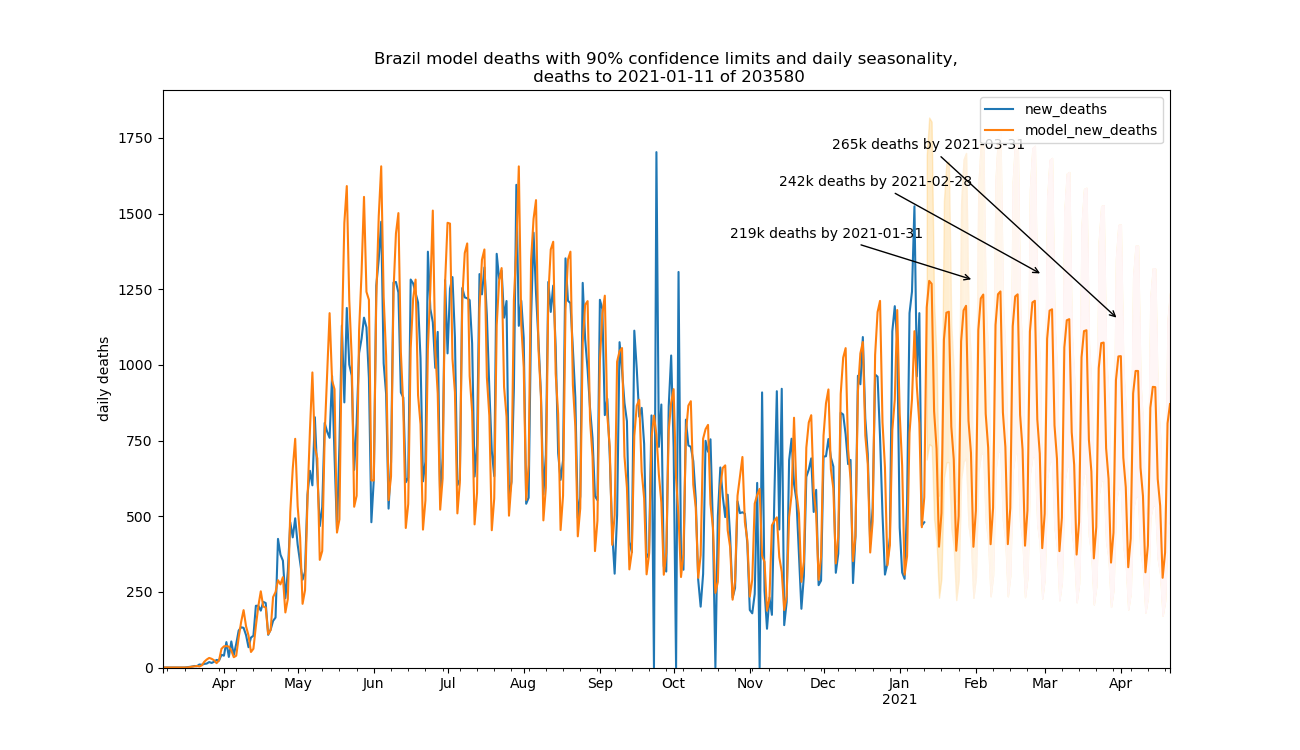 Brazil model deaths with 90% confidence limits and daily seasonality,
deaths to 2021-01-11 of 203580
new_deaths
model_new_deaths
265k deaths by 2021-03-31
242k deaths by 2021-02-28
219k deaths by 2021-01-31
daily deaths
1750
1500
1250
1000
750
500
250
0
Apr May Jun Jul Aug Sep Oct Nov Dec Jan Feb Mar Apr
2021